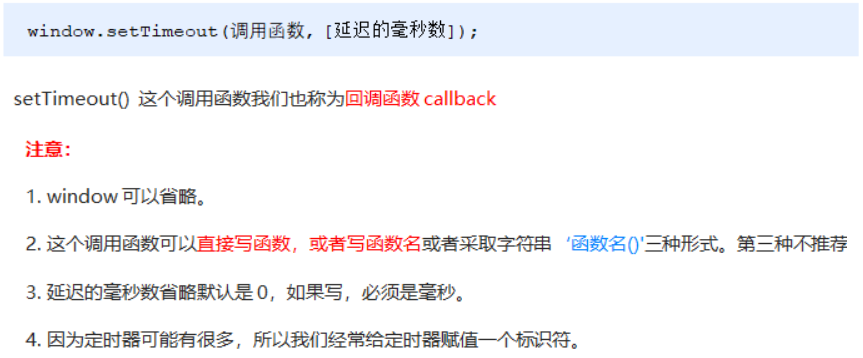 window.setTimeout(调用函数, [延迟的毫秒数]);
setTimeout() 这个调用函数我们也称为回调函数 callback
注意：
1. window 可以省略。
2. 这个调用函数可以直接写函数，或者写函数名或者采取字符串‘函数名()'三种形式。第三种不推荐
3. 延迟的毫秒数省略默认是 0，如果写，必须是毫秒。
4. 因为定时器可能有很多，所以我们经常给定时器赋值一个标识符。